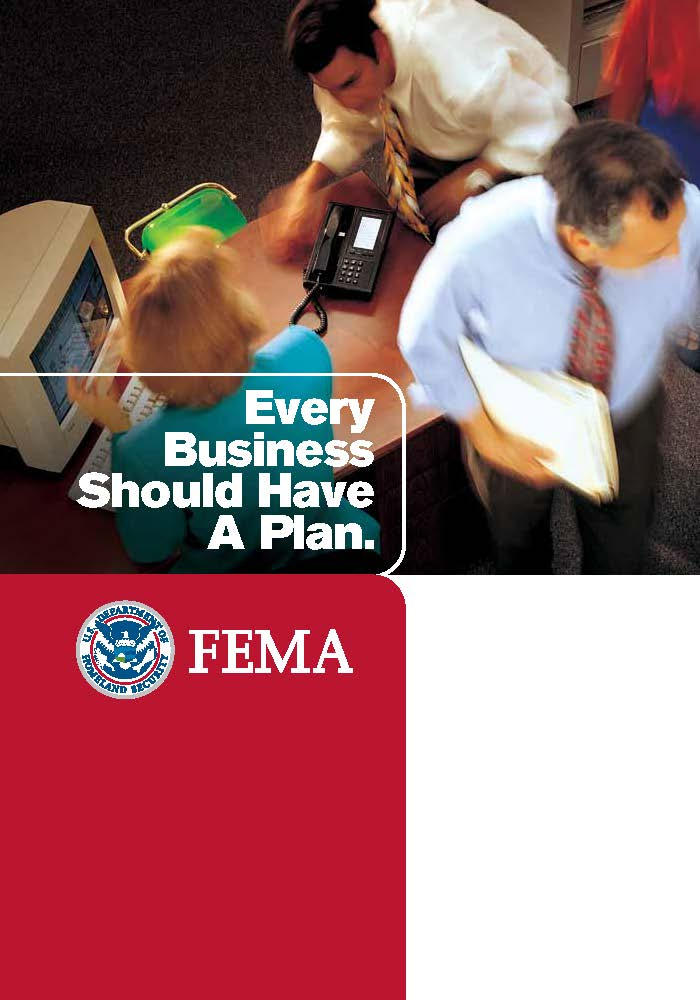 Every
Business
Should Have
A Plan.
U.S. DEPARTMENT OF
HOMELAND SECURITY
FEMA